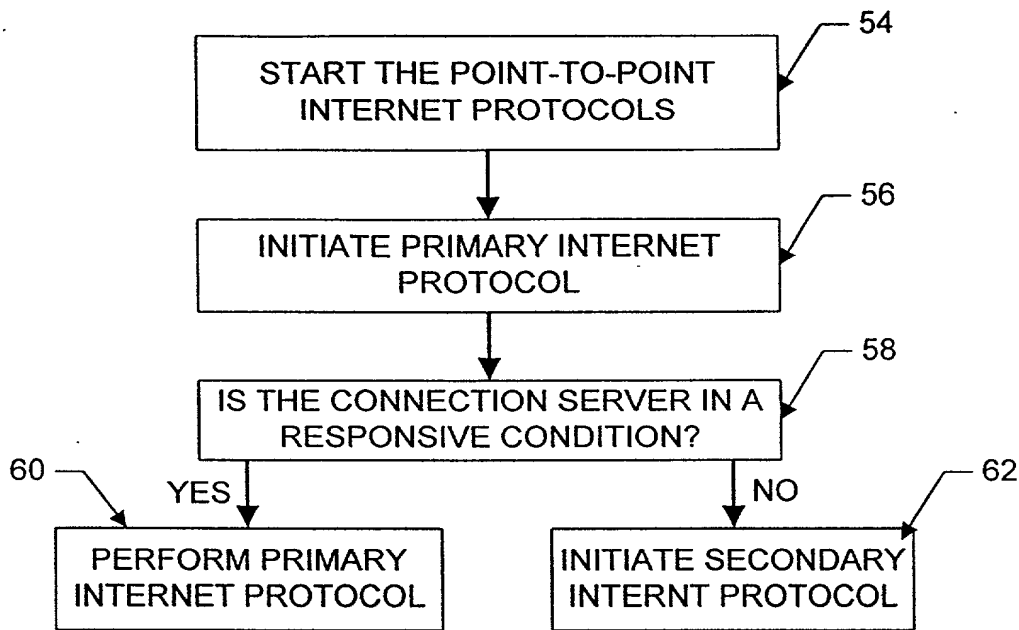 54
START THE POINT-TO-POINT
INTERNET PROTOCOLS
56
INITIATE PRIMARY INTERNET
PROTOCOL
58
IS THE CONNECTION SERVER IN A
RESPONSIVE CONDITION?
60
YES
NO
62
PERFORM PRIMARY
INTERNET PROTOCOL
INITIATE SECONDARY
INTERNT PROTOCOL